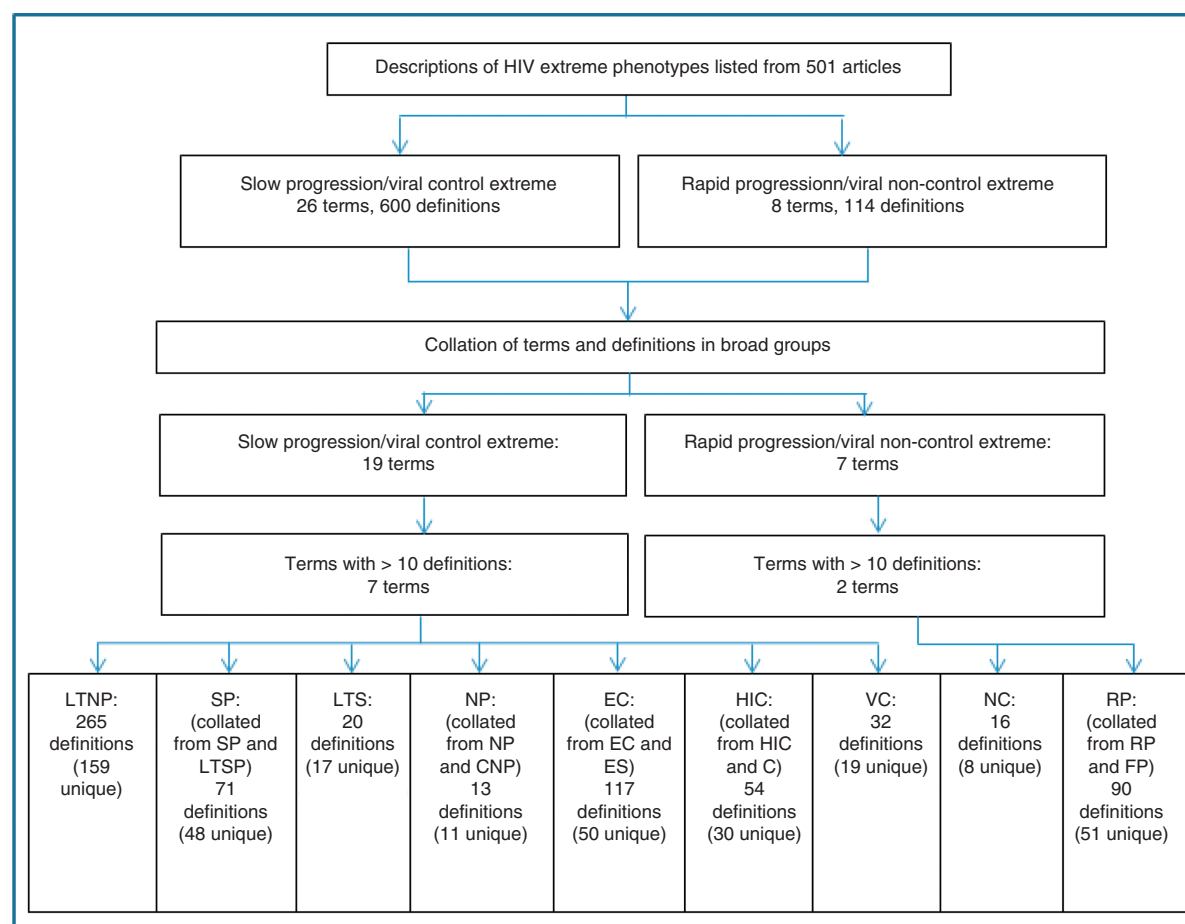 Descriptions of HIV extreme phenotypes listed from 501 articles
Slow progression/viral control extreme
26 terms, 600 definitions
Rapid progressionn/viral non-control extreme
8 terms, 114 definitions
Collation of terms and definitions in broad groups
Slow progression/viral control extreme:
19 terms
Rapid progression/viral non-control extreme:
7 terms
Terms with > 10 definitions:
7 terms
Terms with > 10 definitions:
2 terms
LTNP:
265
definitions
(159
unique)
SP:
(collated
from SP and
LTSP)
71
definitions
(48 unique)
LTS:
20
definitions
(17 unique)
NP:
(collated
from NP
and CNP)
13
definitions
(11 unique)
EC:
(collated
from EC and
ES)
117
definitions
(50 unique)
HIC:
(collated
from HIC
and C)
54
definitions
(30 unique)
VC:
32
definitions
(19 unique)
NC:
16
definitions
(8 unique)
RP:
(collated
from RP
and FP)
90
definitions
(51 unique)